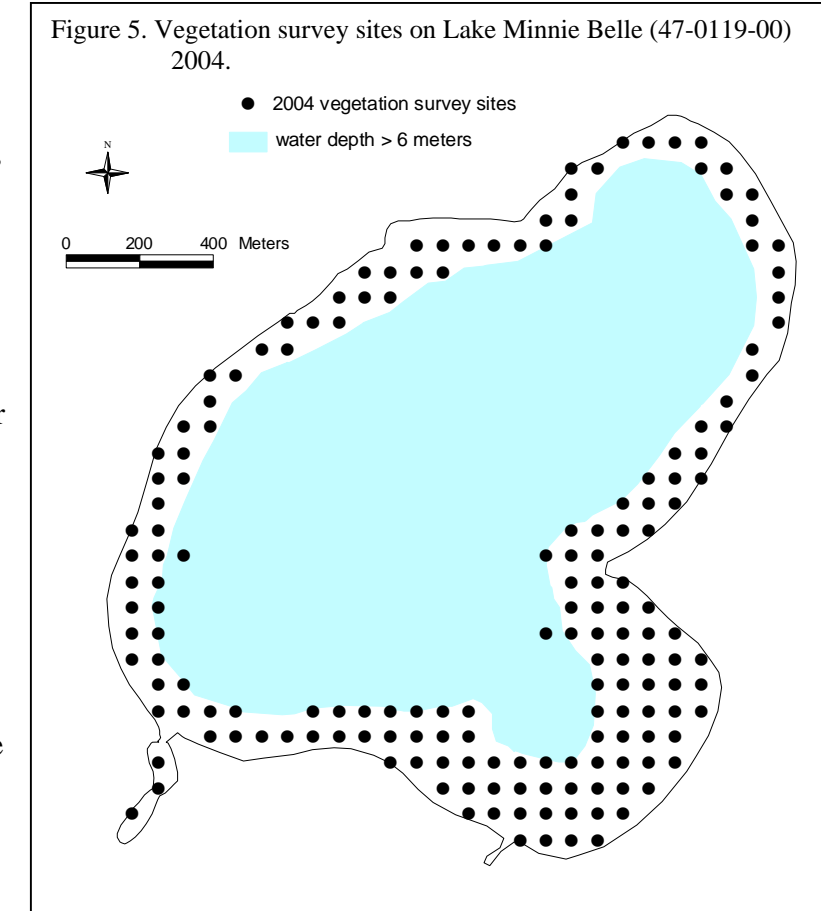 Figure 5. Vegetation survey sites on Lake Minnie Belle (47-0119-00)
2004.
2004 vegetation survey sites
water depth > 6 meters
N
0 200 400 Meters
r
e